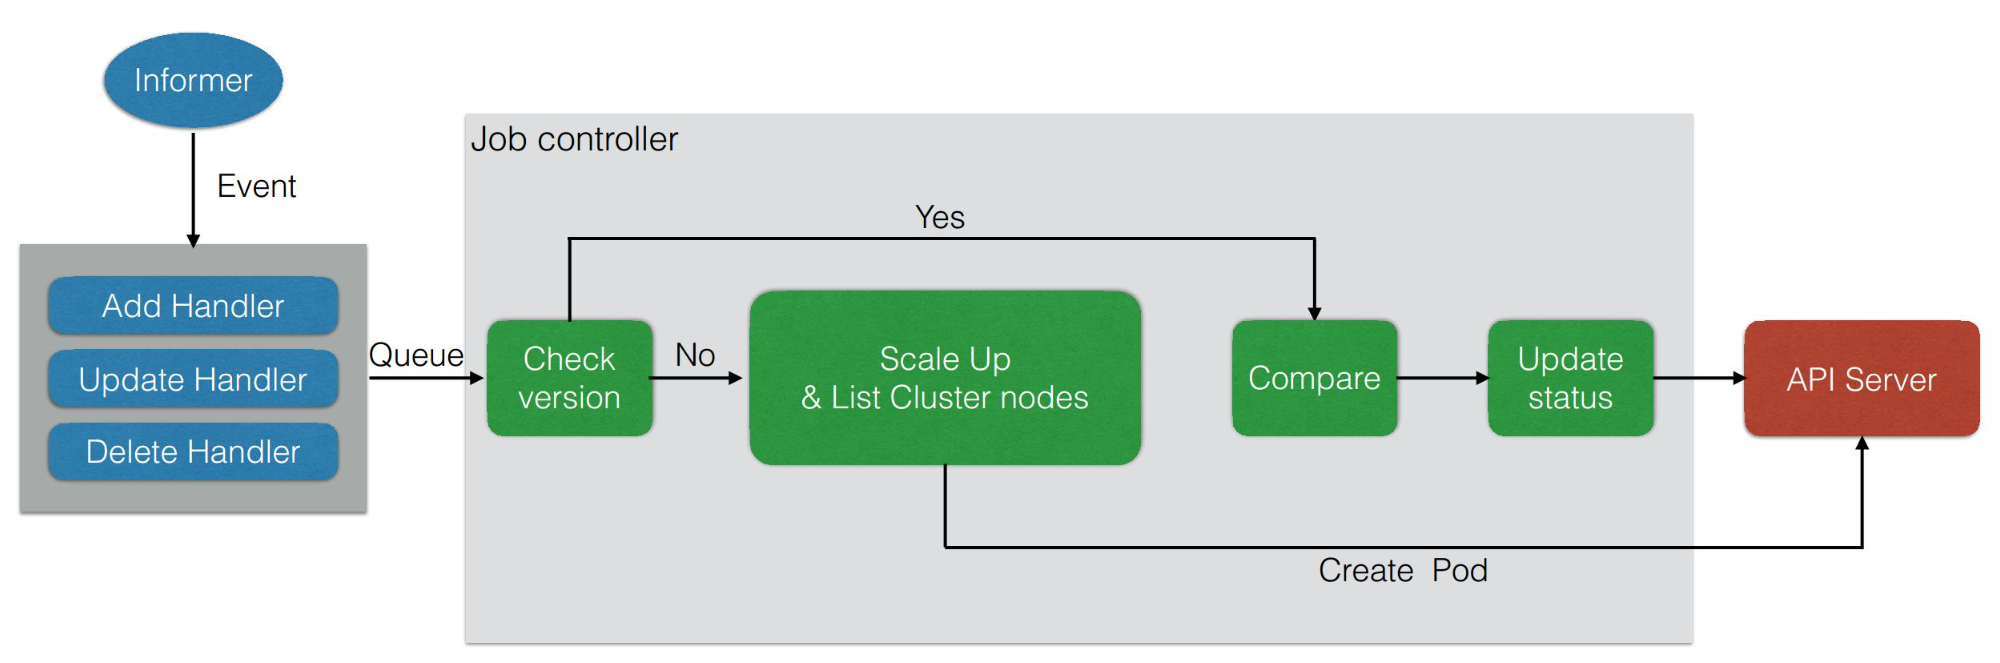 Informer
Event
Add Handler
Update Handler
Delete Handler
Queue
Job controller
Yes
Check
version
No
Scale Up
& List Cluster nodes
Compare
Update
status
API Server
Create Pod